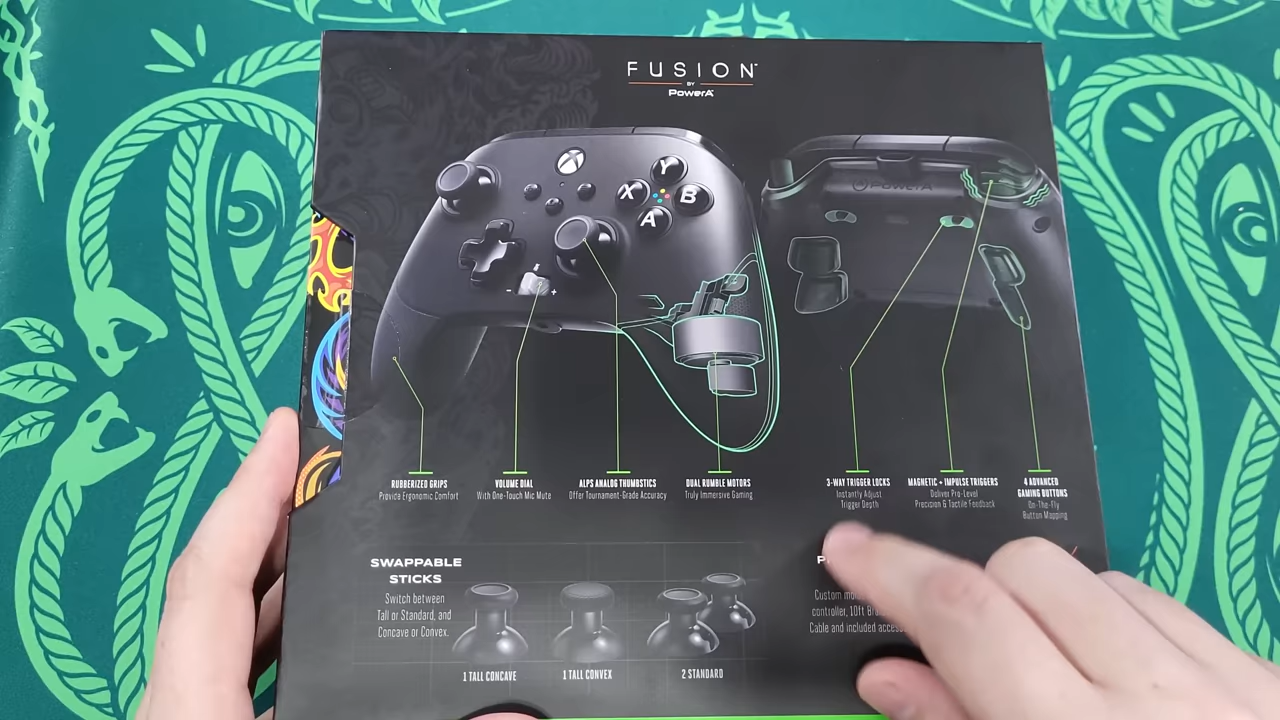 FUSION
BY
PowerA
Y
X
B
A
POWERA
- +
RUBBERIZED GRIPS
Provide Ergonomic Comfort
VOLUME DIAL
With One-Touch Mic Mute
ALPS ANALOG THUMBSTICS
Offer Tournament-Grade Accuracy
DUAL RUMBLE MOTORS
Truly Immersive Gaming
3-WAY TRIGGER LOCKS
Instantly Adjust
Trigger Depth
MAGNETIC + IMPULSE TRIGGERS
Deliver Pro-Level
Precision & Tactile Feedback
4 ADVANCED
GAMING BUTTONS
On-The-Fly
Button Mapping
SWAPPABLE
STICKS
Switch between
Tall or Standard, and
Concave or Convex.
1 TALL CONCAVE
1 TALL CONVEX
2 STANDARD
Custom
controller, 10ft
Cable and included